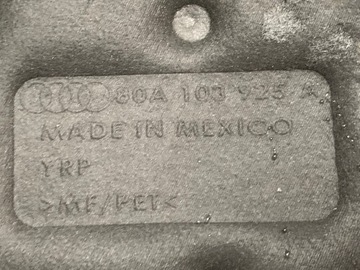 80A 103 925 A
MADE IN MEXICO
YRP
>MF/PET<